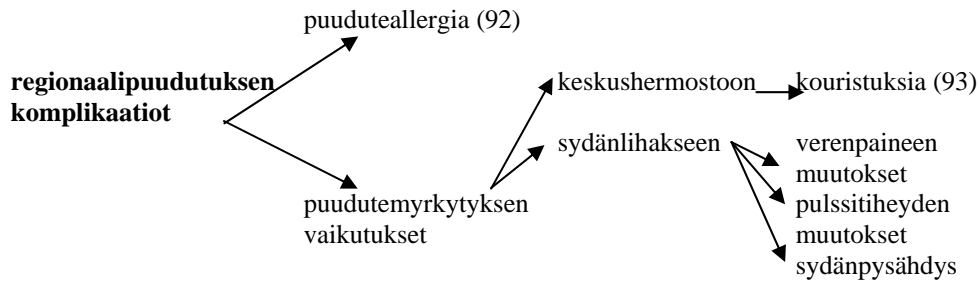 puuduteallergia (92)
regionaalipuudutuksen
komplikaatiot
keskushermostoon
kouristuksia (93)
sydänlihakseen
verenpaineen
muutokset
puudutemyrkytyksen
vaikutukset
pulssitiheyden
muutokset
sydänpysähdys